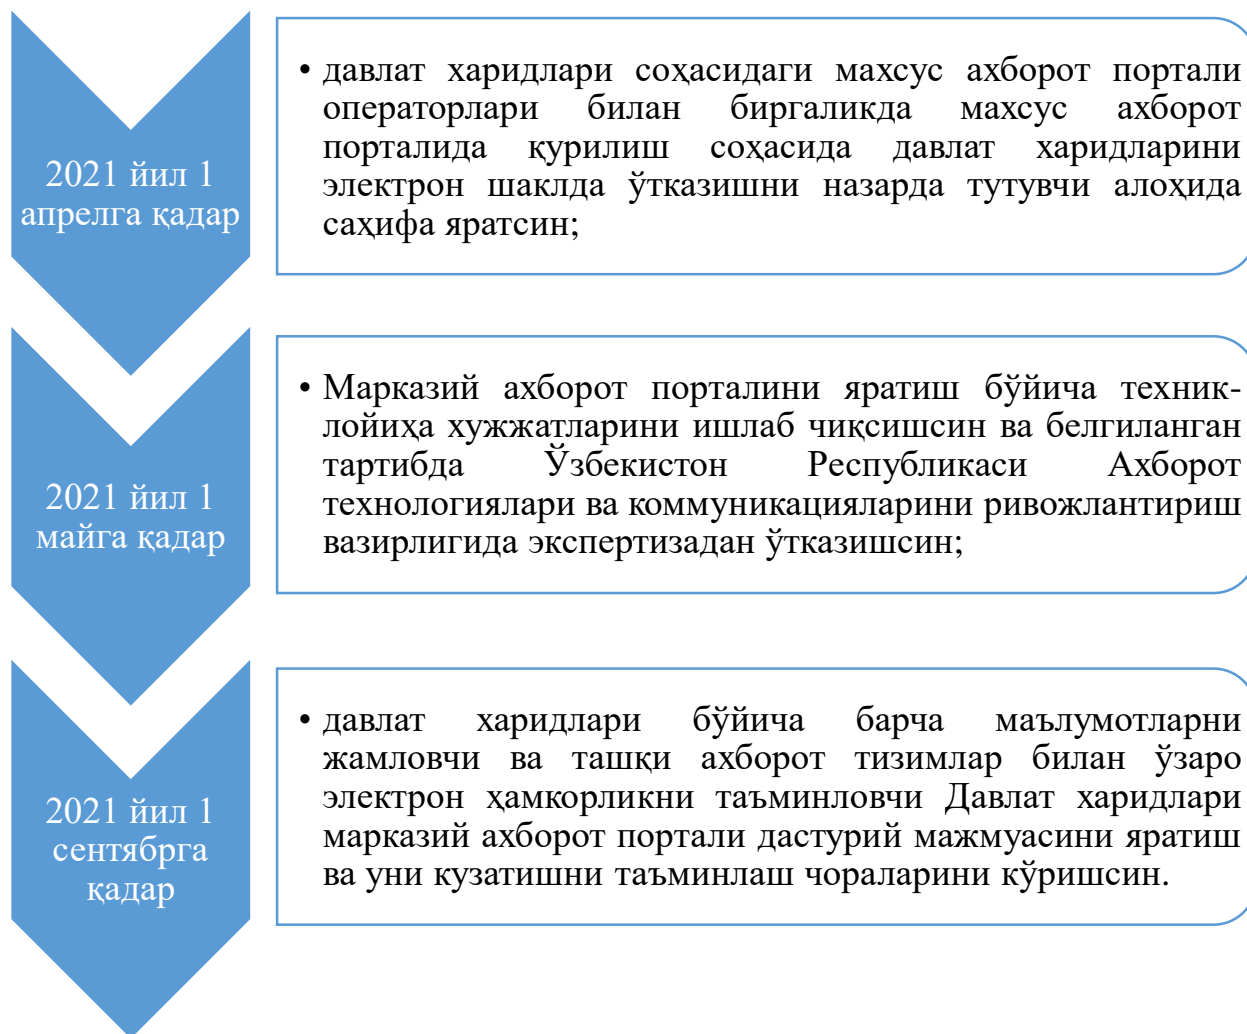 2021 йил 1
апрелга қадар
• давлат харидлари соҳасидаги махсус ахборот портали
операторлари билан биргаликда махсус ахборот
порталида қурилиш соҳасида давлат харидларини
электрон шаклда ўтказишни назарда тутувчи алоҳида
саҳифа яратсин;
2021 йил 1
майга қадар
• Марказий ахборот порталини яратиш бўйича техник-
лойиҳа хужжатларини ишлаб чиқсишсин ва белгиланган
тартибда Ўзбекистон Республикаси Ахборот
технологиялари ва коммуникацияларини ривожлантириш
вазирлигида экспертизадан ўтказишсин;
2021 йил 1
сентябрга
қадар
• давлат харидлари бўйича барча маълумотларни
жамловчи ва ташқи ахборот тизимлар билан ўзаро
электрон ҳамкорликни таъминловчи Давлат харидлари
марказий ахборот портали дастурий мажмуасини яратиш
ва уни кузатишни таъминлаш чораларини кўришсин.